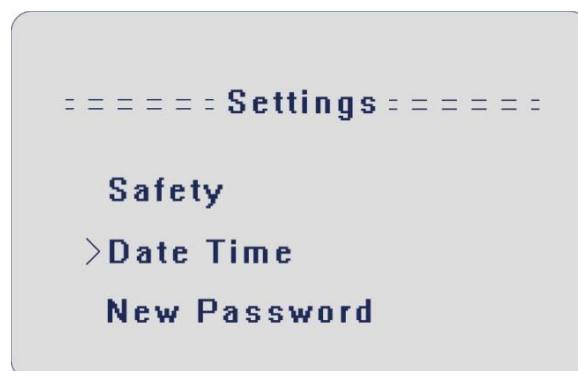 = = = = = = Settings = = = = = =
Safety
>Date Time
New Password